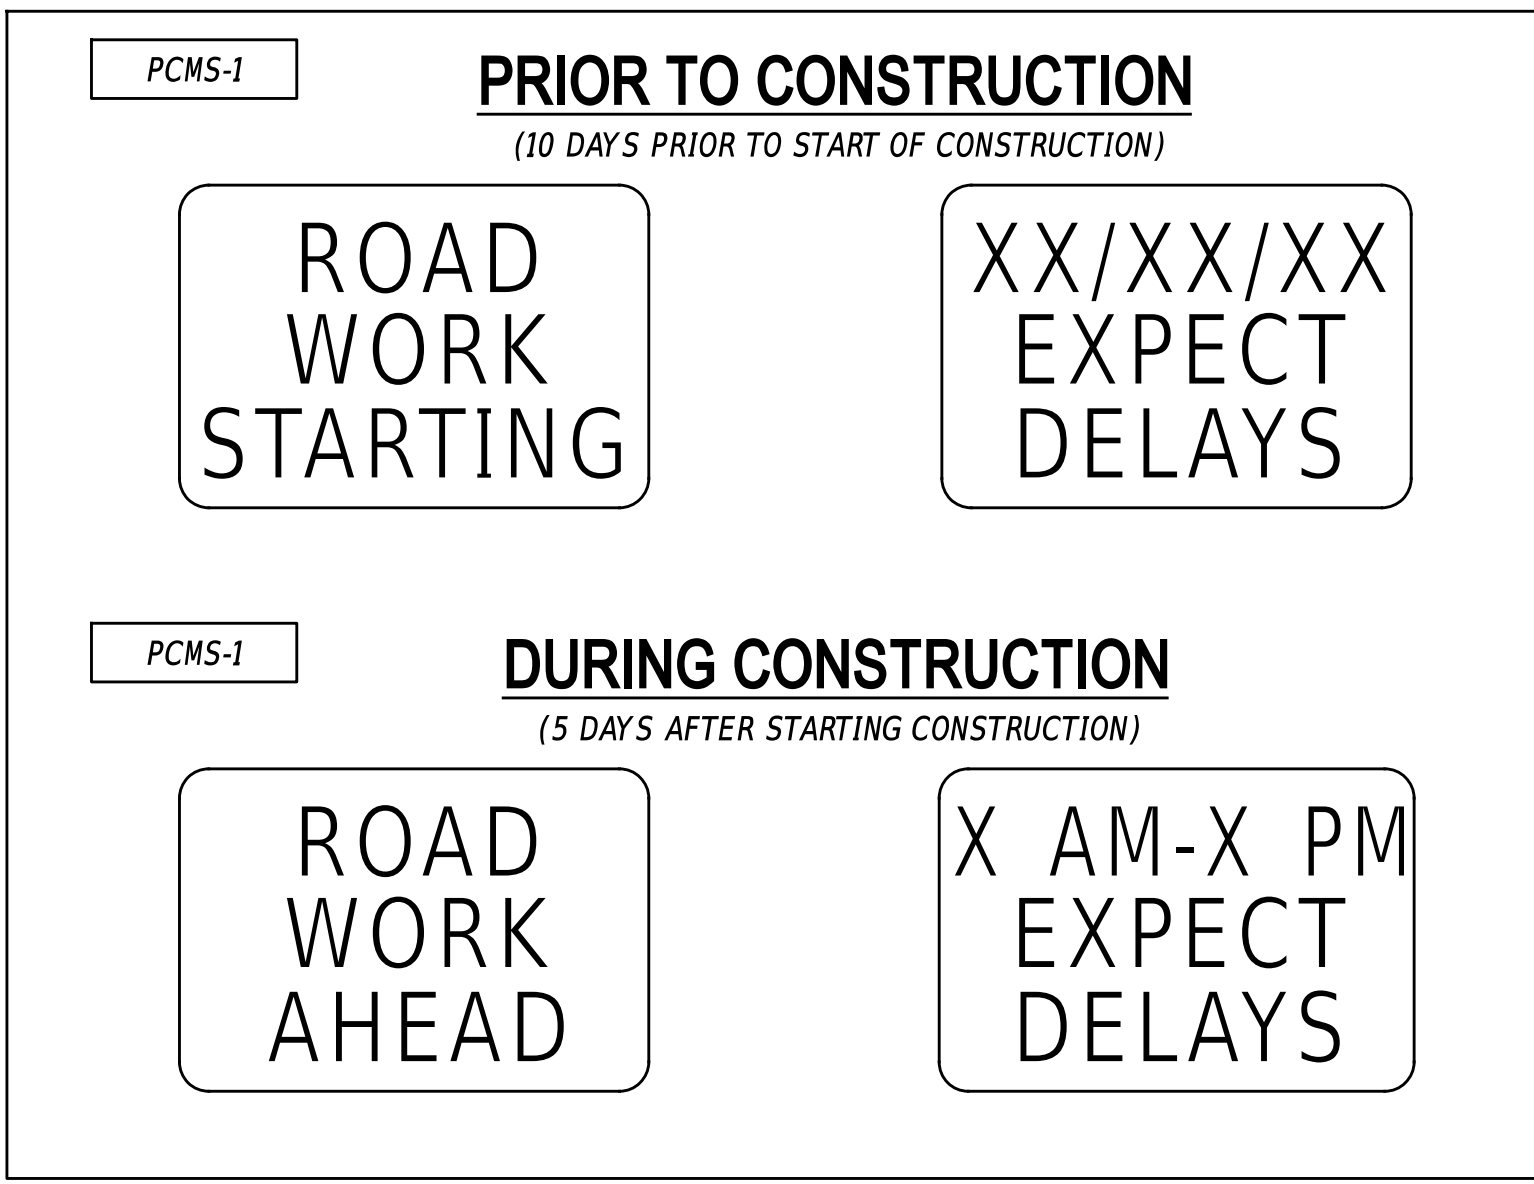 PCMS-1
PRIOR TO CONSTRUCTION
(10 DAYS PRIOR TO START OF CONSTRUCTION)
ROAD
WORK
STARTING
XX/XX/XX
EXPECT
DELAYS
PCMS-1
DURING CONSTRUCTION
(5 DAYS AFTER STARTING CONSTRUCTION)
ROAD
WORK
AHEAD
X AM-X PM
EXPECT
DELAYS